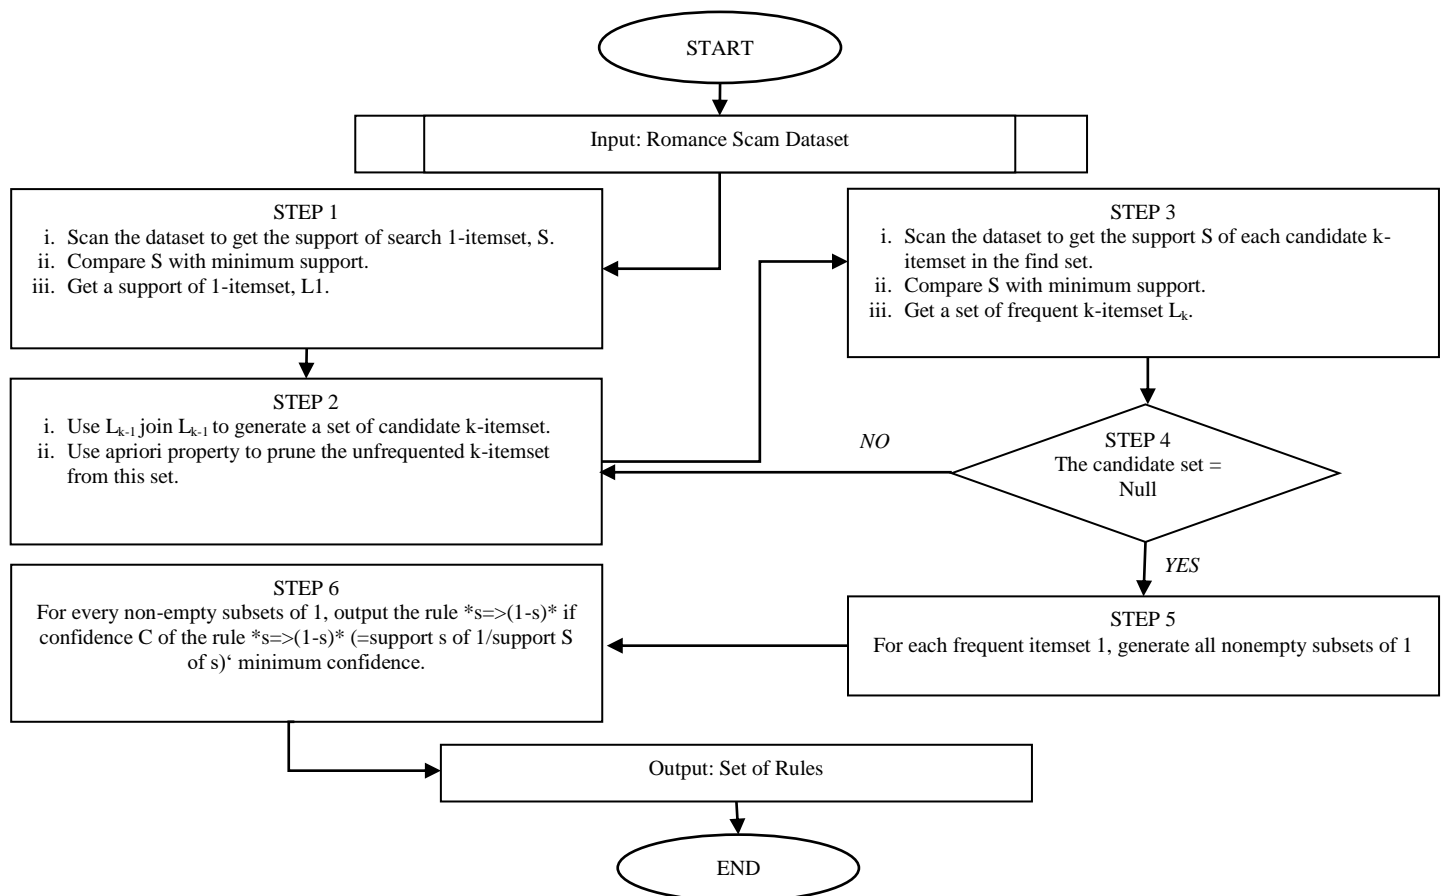 START
Input: Romance Scam Dataset
STEP 1
i. Scan the dataset to get the support of search 1-itemset, S.
ii. Compare S with minimum support.
iii. Get a support of 1-itemset, L1.
STEP 2
i. Use Lk-1 join Lk-1 to generate a set of candidate k-itemset.
ii. Use apriori property to prune the unfrequented k-itemset
from this set.
STEP 3
i. Scan the dataset to get the support S of each candidate k-
itemset in the find set.
ii. Compare S with minimum support.
iii. Get a set of frequent k-itemset Lk.
STEP 4
The candidate set =
Null
NO
YES
STEP 5
For each frequent itemset 1, generate all nonempty subsets of 1
STEP 6
For every non-empty subsets of 1, output the rule *s=>(1-s)* if
confidence C of the rule *s=>(1-s)* (=support s of 1/support S
of s)‘ minimum confidence.
Output: Set of Rules
END